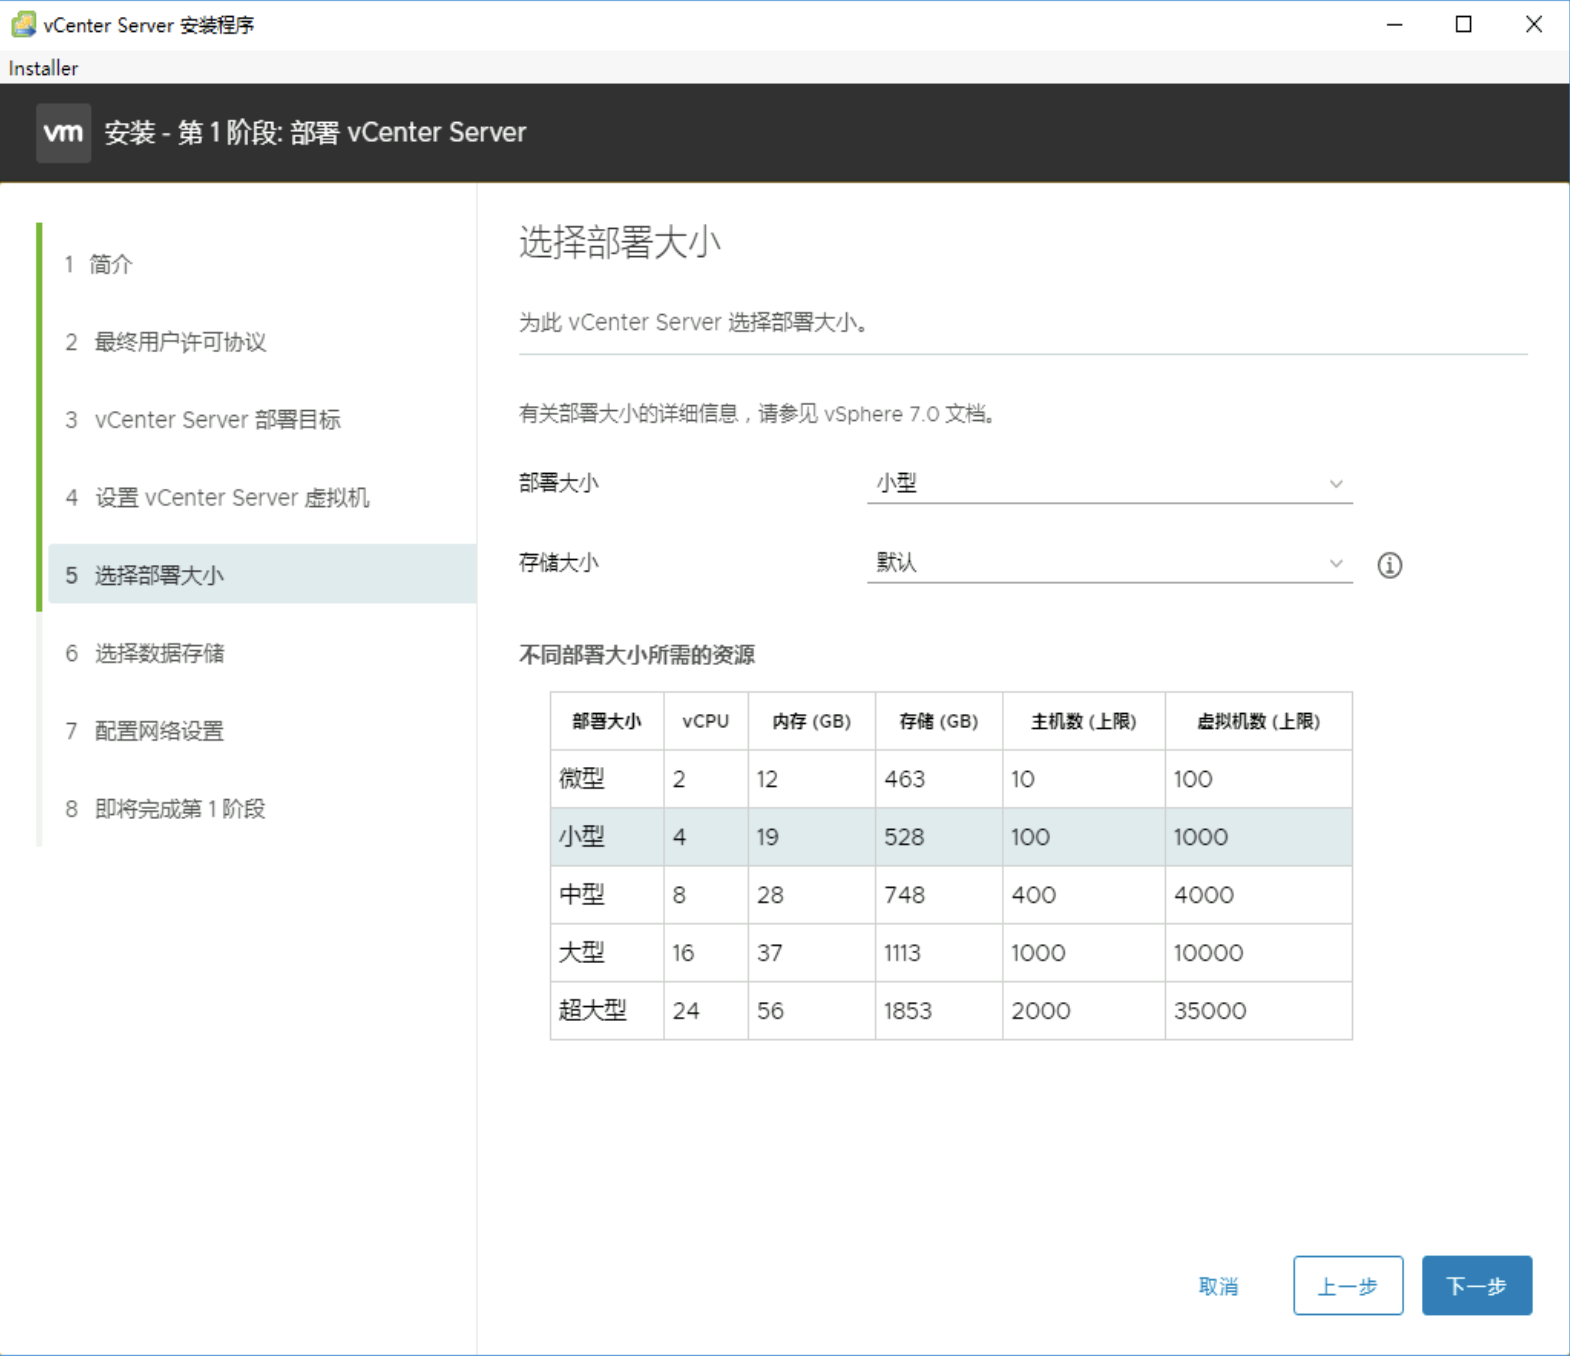 vCenter Server 安装程序
Installer
vm 安装 - 第 1 阶段: 部署 vCenter Server
1 简介
2 最终用户许可协议
3 vCenter Server 部署目标
4 设置 vCenter Server 虚拟机
5 选择部署大小
6 选择数据存储
7 配置网络设置
8 即将完成第 1 阶段
选择部署大小
为此 vCenter Server 选择部署大小。
有关部署大小的详细信息，请参见 vSphere 7.0 文档。
部署大小 小型
存储大小 默认
不同部署大小所需的资源
部署大小 vCPU 内存 (GB) 存储 (GB) 主机数 (上限) 虚拟机数 (上限)
微型 2 12 463 10 100
小型 4 19 528 100 1000
中型 8 28 748 400 4000
大型 16 37 1113 1000 10000
超大型 24 56 1853 2000 35000
取消 上一步 下一步